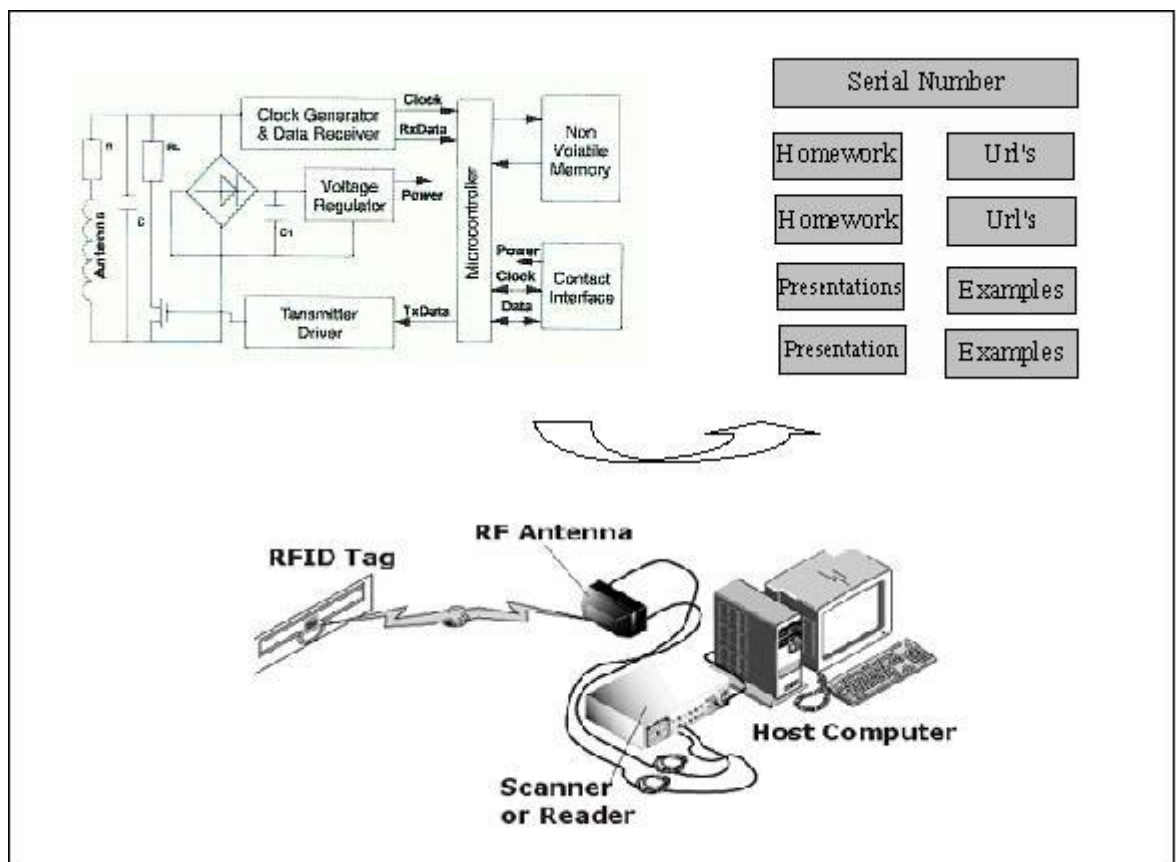 Clock Generator
& Data Receiver
Clock
RxData
R
RL
C
Antenna
C1
Voltage
Regulator
Power
Microcontroller
Non
Volatile
Memory
Power
Clock
Data
Contact
Interface
Tansmitter
Driver
TxData
Serial Number
Homework
Url's
Homework
Url's
Presentations
Examples
Presentation
Examples
RF Antenna
RFID Tag
Host Computer
Scanner
or Reader